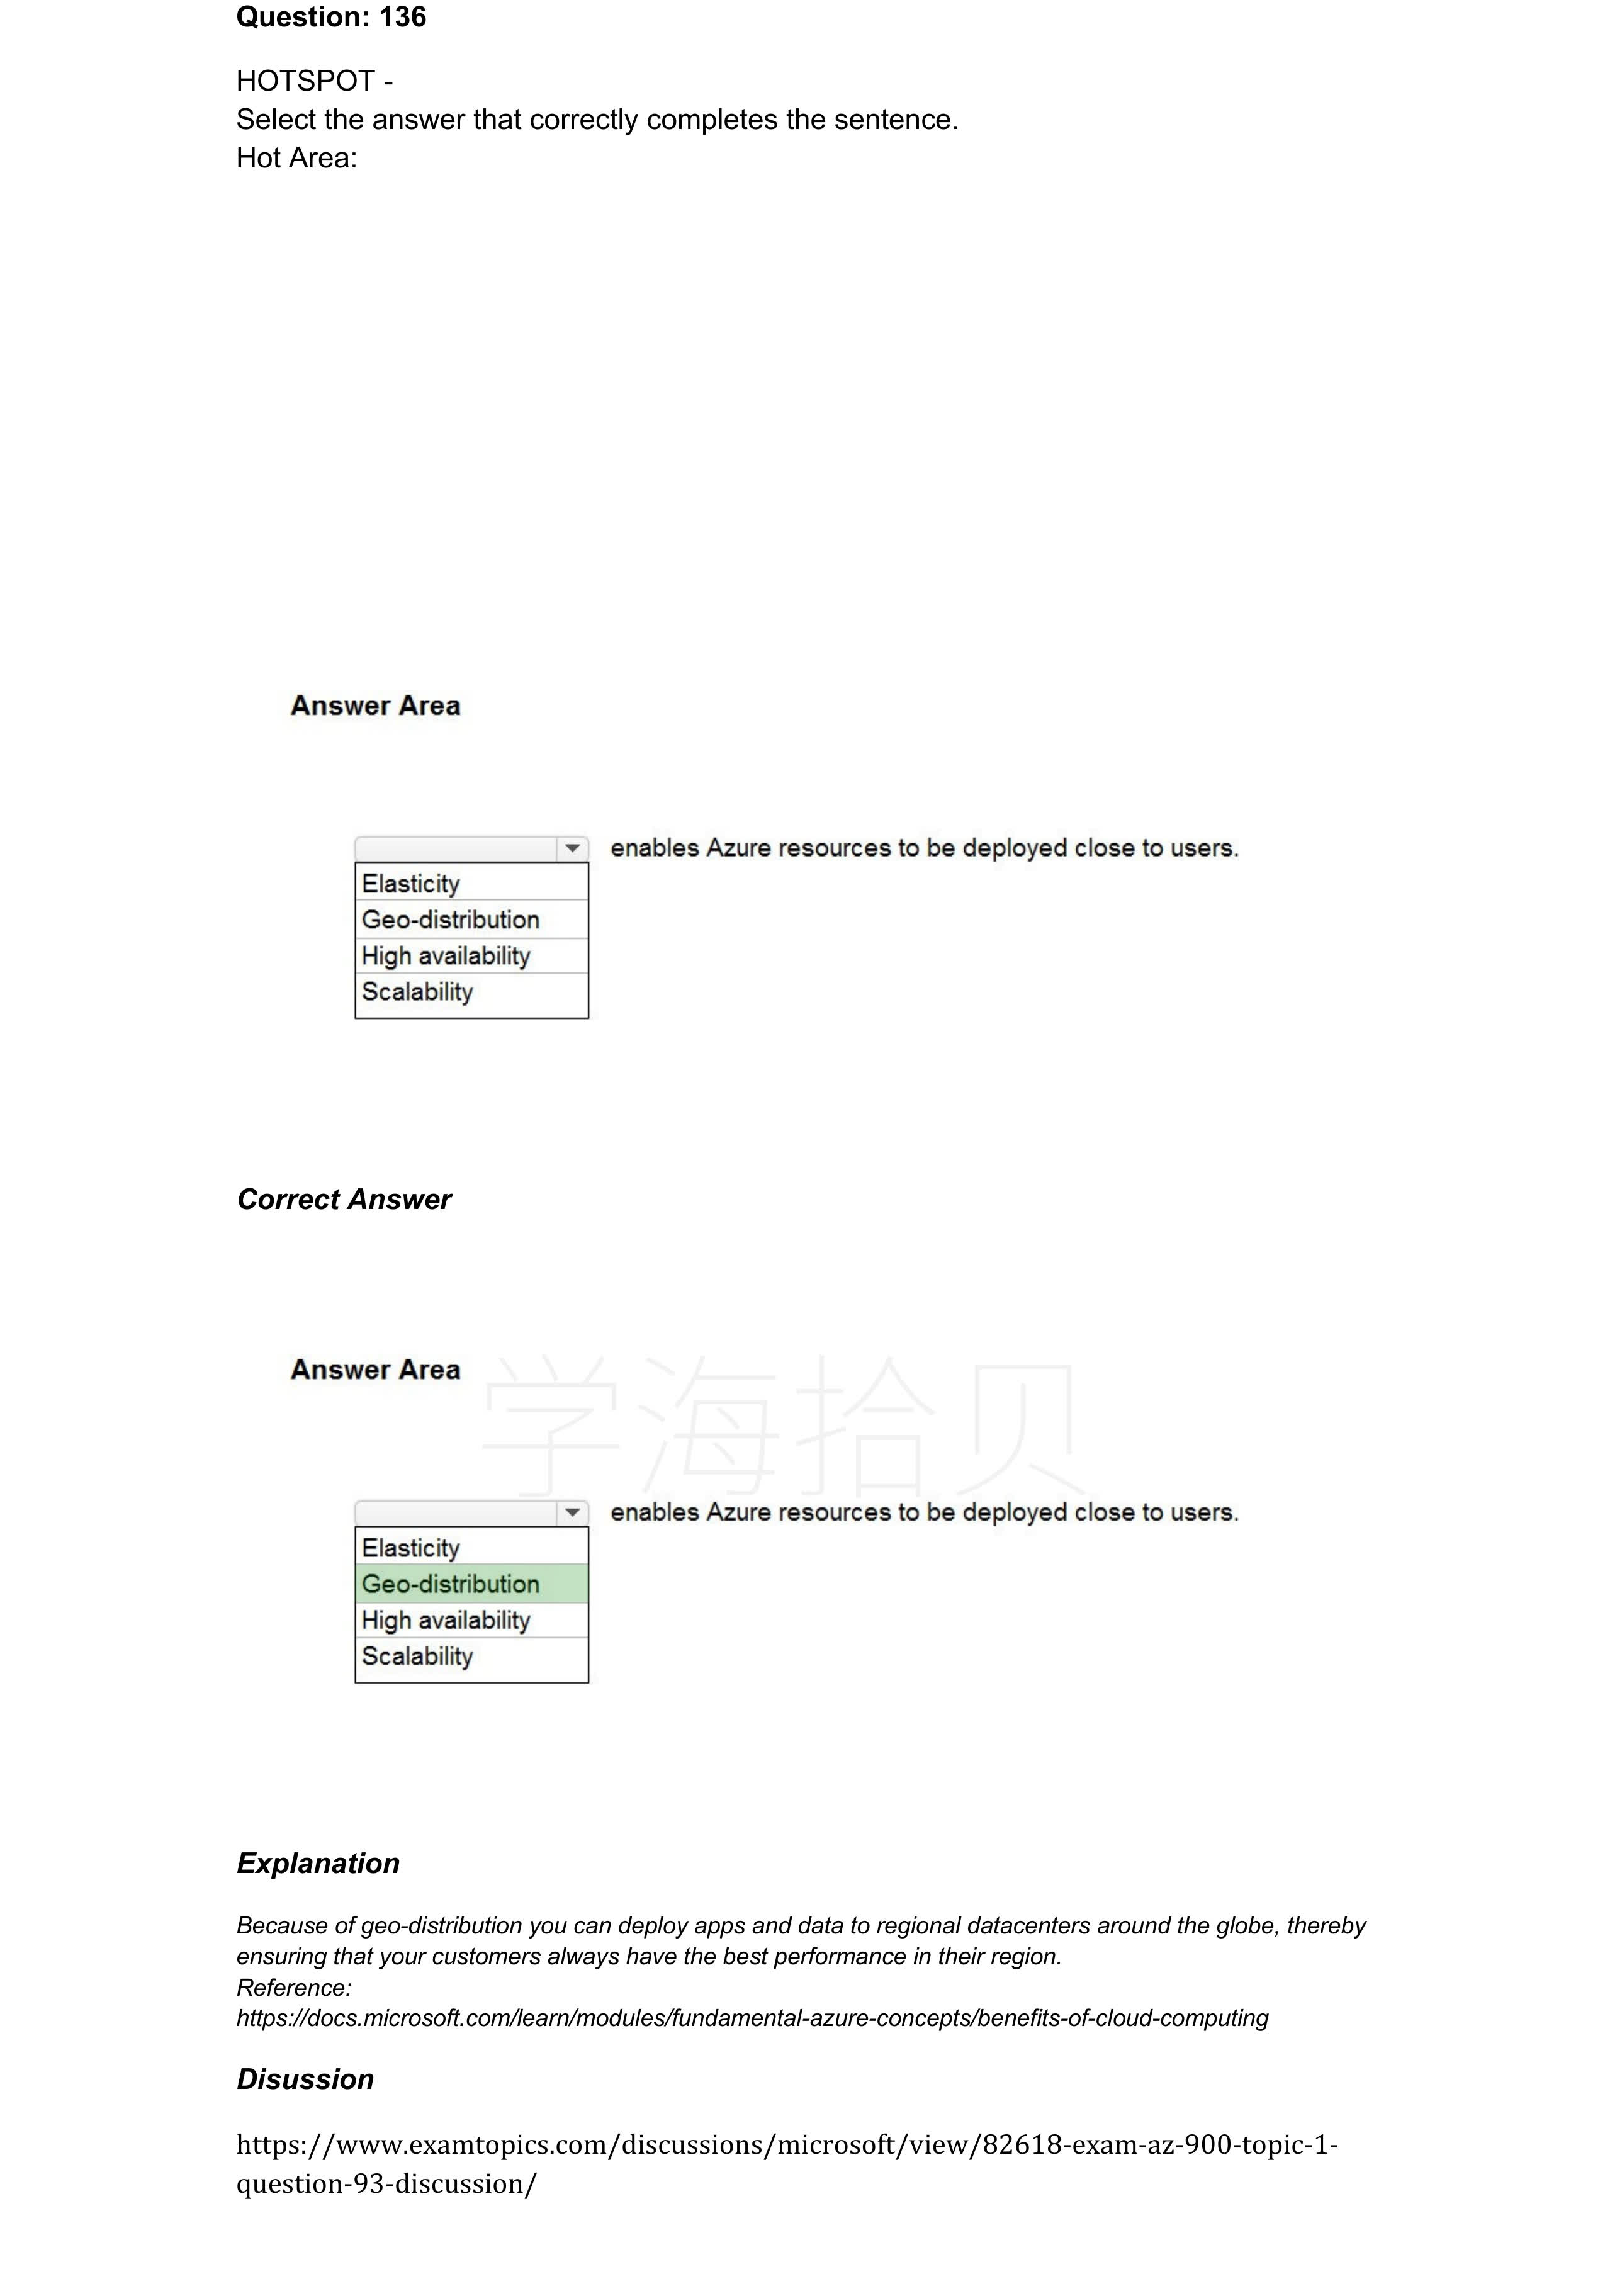 Question: 136
HOTSPOT -
Select the answer that correctly completes the sentence.
Hot Area:
Answer Area
enables Azure resources to be deployed close to users.
Elasticity
Geo-distribution
High availability
Scalability
Correct Answer
Answer Area
学海拾贝
enables Azure resources to be deployed close to users.
Elasticity
Geo-distribution
High availability
Scalability
Explanation
Because of geo-distribution you can deploy apps and data to regional datacenters around the globe, thereby
ensuring that your customers always have the best performance in their region.
Reference:
https://docs.microsoft.com/learn/modules/fundamental-azure-concepts/benefits-of-cloud-computing
Disussion
https://www.examtopics.com/discussions/microsoft/view/82618-exam-az-900-topic-1-
question-93-discussion/